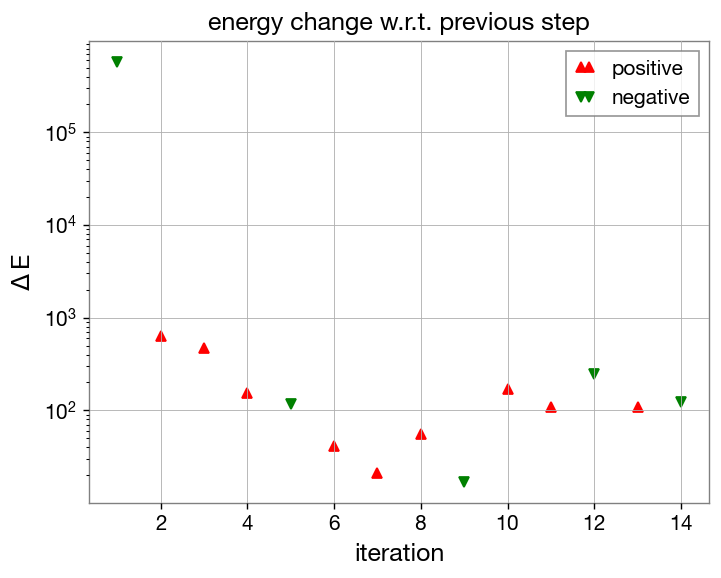 energy change w.r.t. previous step
positive
negative
10^5
10^4
10^3
10^2
Δ E
2 4 6 8 10 12 14
iteration